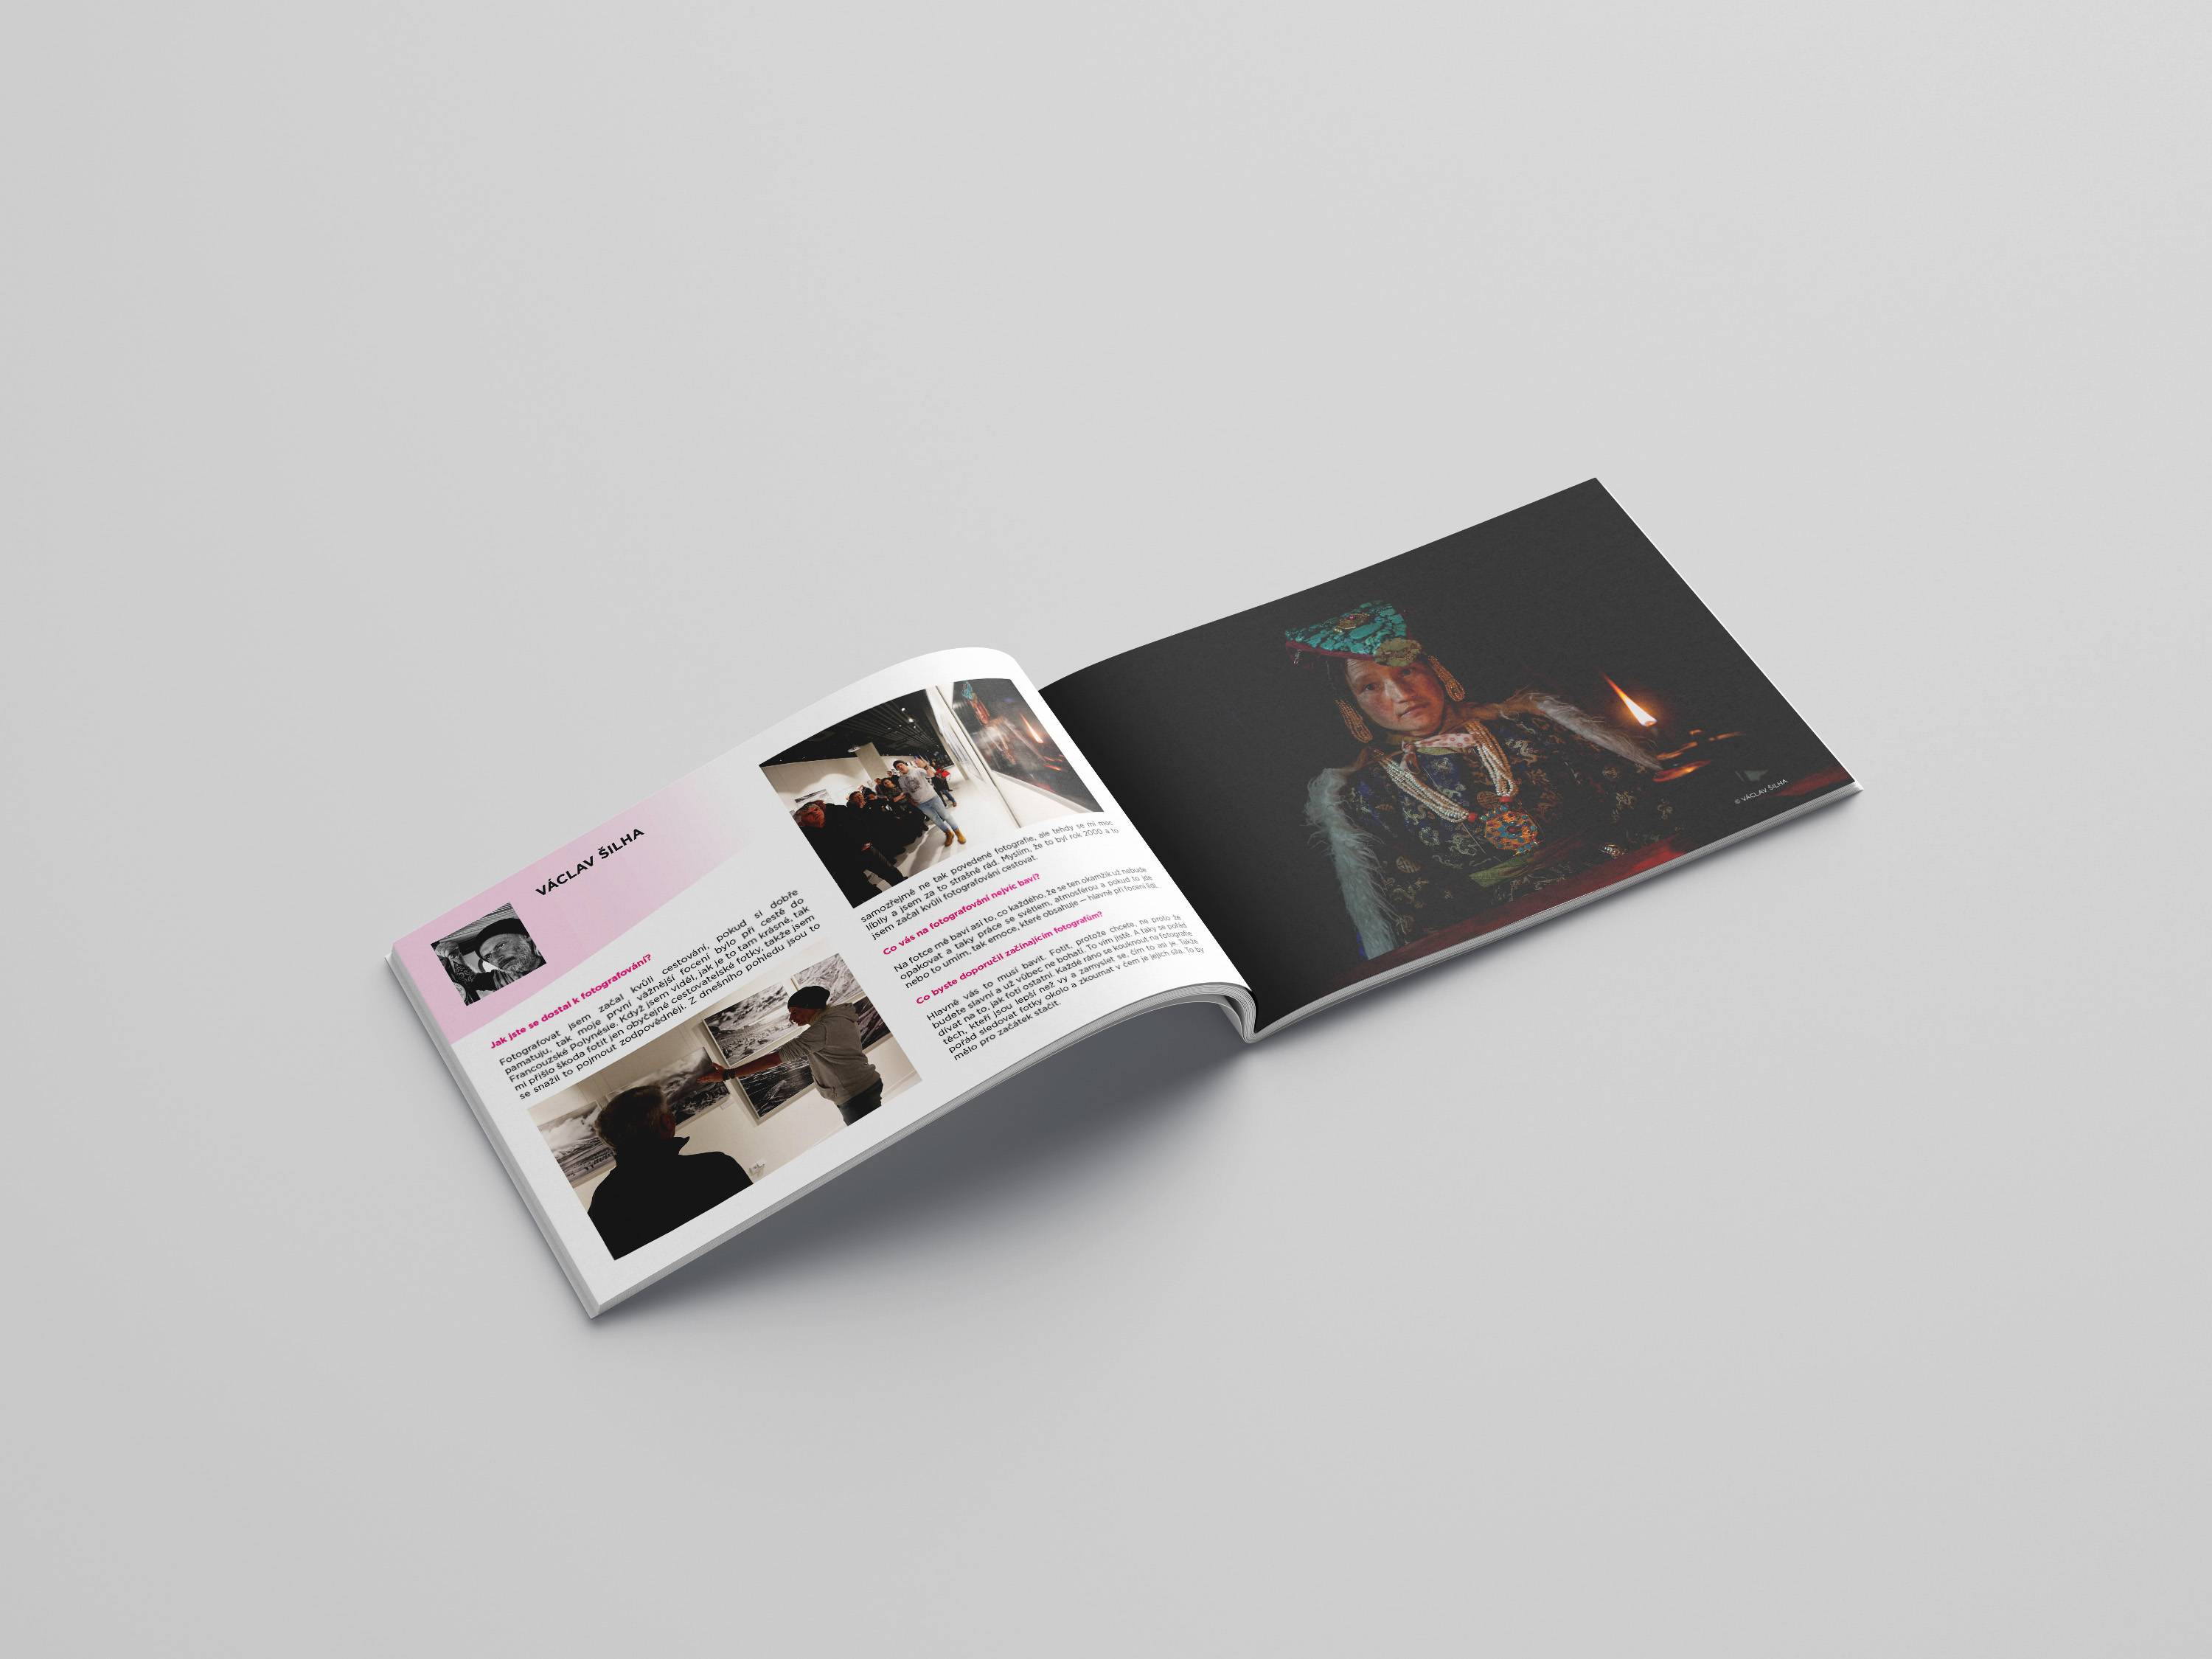 VÁCLAV ŠILHA
Jak jste se dostal k fotografování?
Fotografovat jsem začal kvůli cestování, pokud si dobře
pamatuju, tak moje první vážnější focení bylo při cestě do
Francouzské Polynésie. Když jsem viděl, jak je to tam krásné, tak
mi přišlo škoda fotit jen obyčejné cestovatelské fotky, takže jsem
se snažil to pojmout zodpovědněji. Z dnešního pohledu jsou to
samozřejmě ne tak povedené fotografie, ale tehdy se mi moc
líbily a jsem za to strašně rád. Myslím, že to byl rok 2000 a to
jsem začal kvůli fotografování cestovat.
Co vás na fotografování nejvíc baví?
Na fotce mě baví asi to, co každého, že se ten okamžik už nebude
opakovat a taky práce se světlem, atmosférou a pokud to jde
nebo to umím, tak emoce, které obsahuje — hlavně při focení lidí.
Co byste doporučil začínajícím fotografům?
Hlavně vás to musí bavit. Fotit, protože chcete, ne proto že
budete slavní a už vůbec ne bohatí. To vím jistě. A taky se pořád
dívat na to, jak fotí ostatní. Každé ráno se kouknout na fotografie
těch, kteří jsou lepší než vy a zamyslet se, čím to asi je. Takže
pořád sledovat fotky okolo a zkoumat v čem je jejich síla. To by
mělo pro začátek stačit.
© VÁCLAV ŠILHA